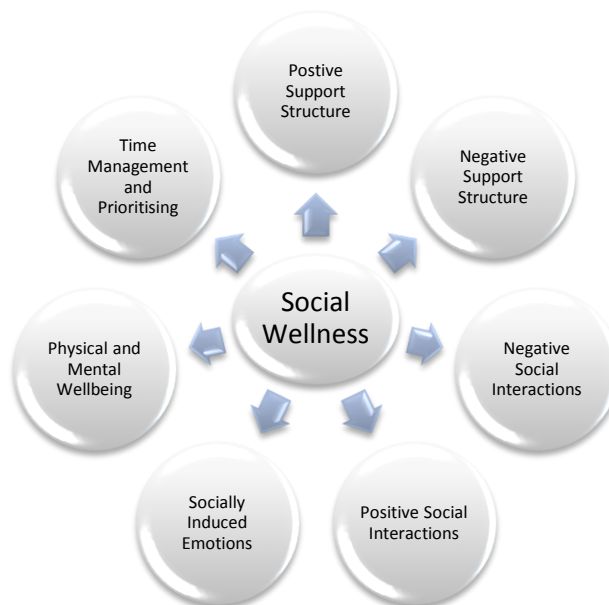 Postive
Support
Structure
Negative
Support
Structure
Negative
Social
Interactions
Positive Social
Interactions
Socially
Induced
Emotions
Physical and
Mental
Wellbeing
Time
Management
and
Prioritising
Social
Wellness